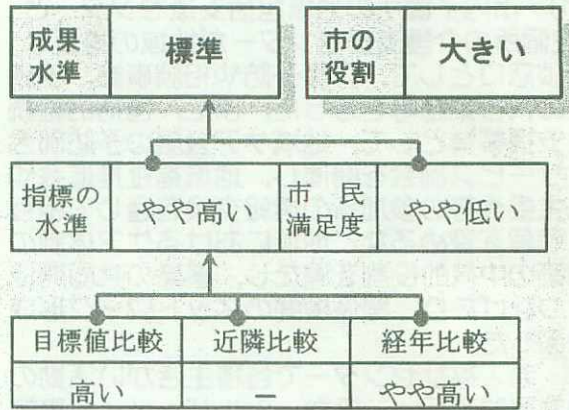 成果水準 標準 市の役割 大きい
指標の水準 やや高い 市民満足度 やや低い
目標値比較 近隣比較 経年比較
高い － やや高い